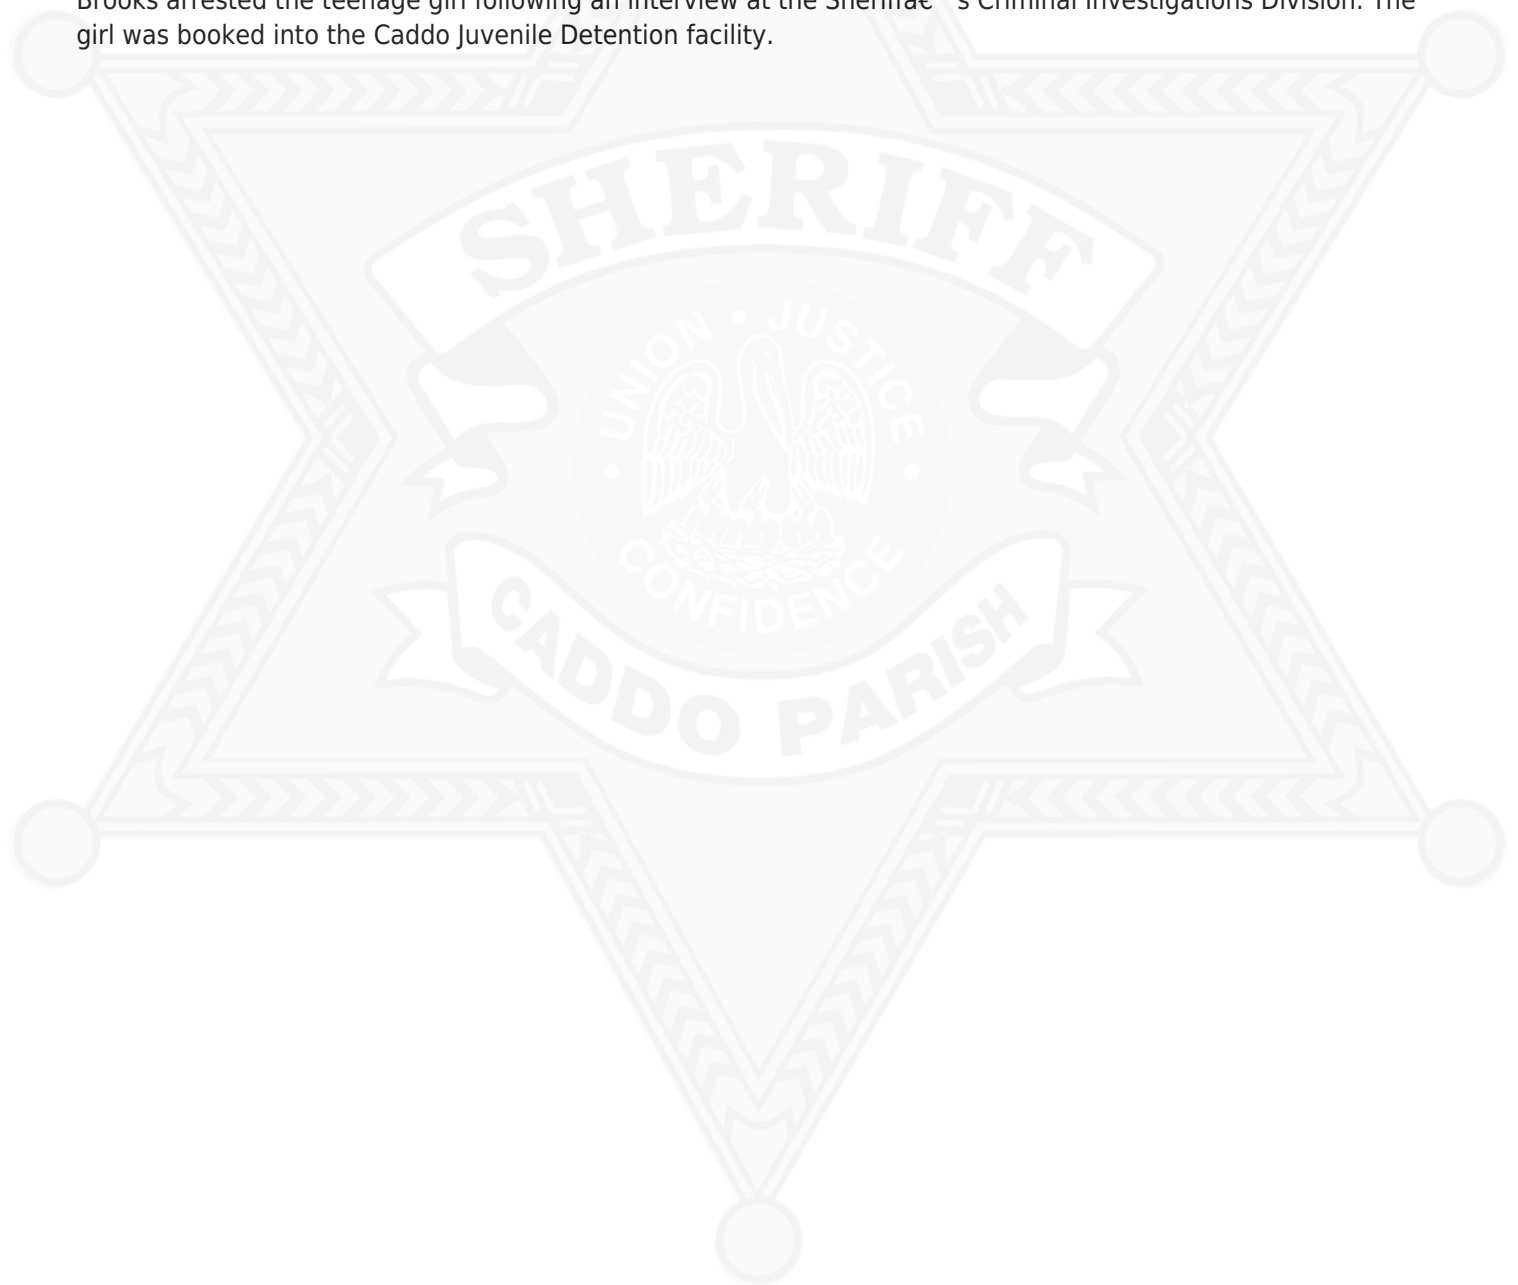 Brooks arrested the teenage girl following an interview at the Sheriffâ€ s Criminal Investigations Division. The
girl was booked into the Caddo Juvenile Detention facility.
SHERIFF
UNION • JUSTICE
• CONFIDENCE •
CADDO PARISH